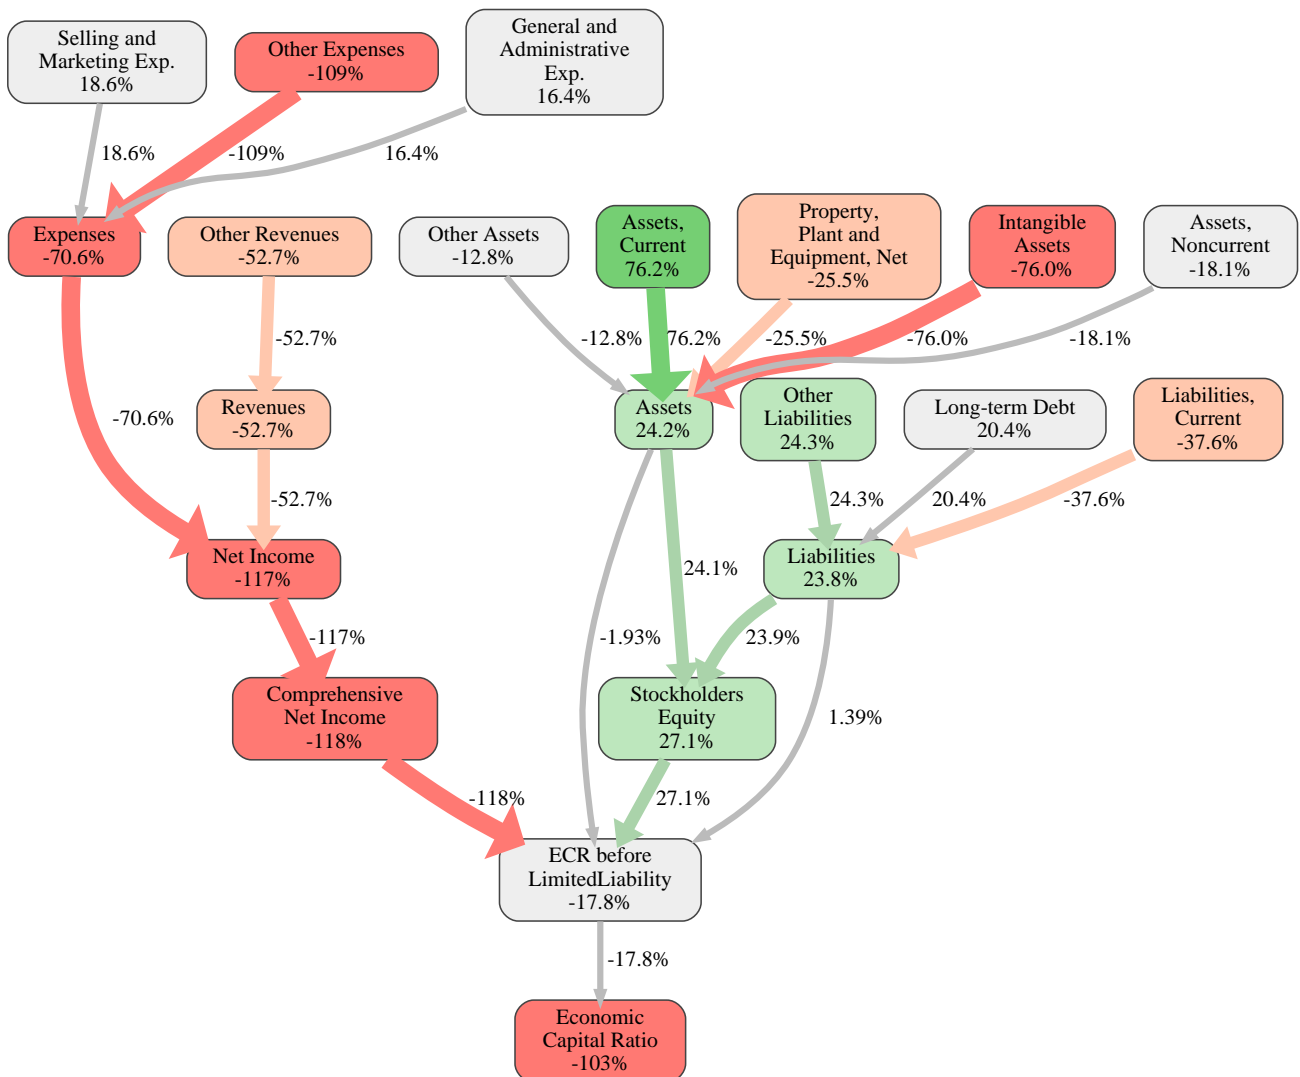 Selling and
Marketing Exp.
18.6%
Other Expenses
-109%
General and
Administrative
Exp.
16.4%
18.6%
-109%
16.4%
Expenses
-70.6%
Other Revenues
-52.7%
Other Assets
-12.8%
Assets,
Current
76.2%
Property,
Plant and
Equipment, Net
-25.5%
Intangible
Assets
-76.0%
Assets,
Noncurrent
-18.1%
-52.7%
-12.8%
76.2%
-25.5%
-76.0%
-18.1%
-70.6%
Revenues
-52.7%
Assets
24.2%
Other
Liabilities
24.3%
Long-term Debt
20.4%
Liabilities,
Current
-37.6%
-52.7%
24.3%
20.4%
-37.6%
Net Income
-117%
24.1%
Liabilities
23.8%
-117%
-1.93%
23.9%
Comprehensive
Net Income
-118%
Stockholders
Equity
27.1%
1.39%
-118%
27.1%
ECR before
LimitedLiability
-17.8%
-17.8%
Economic
Capital Ratio
-103%